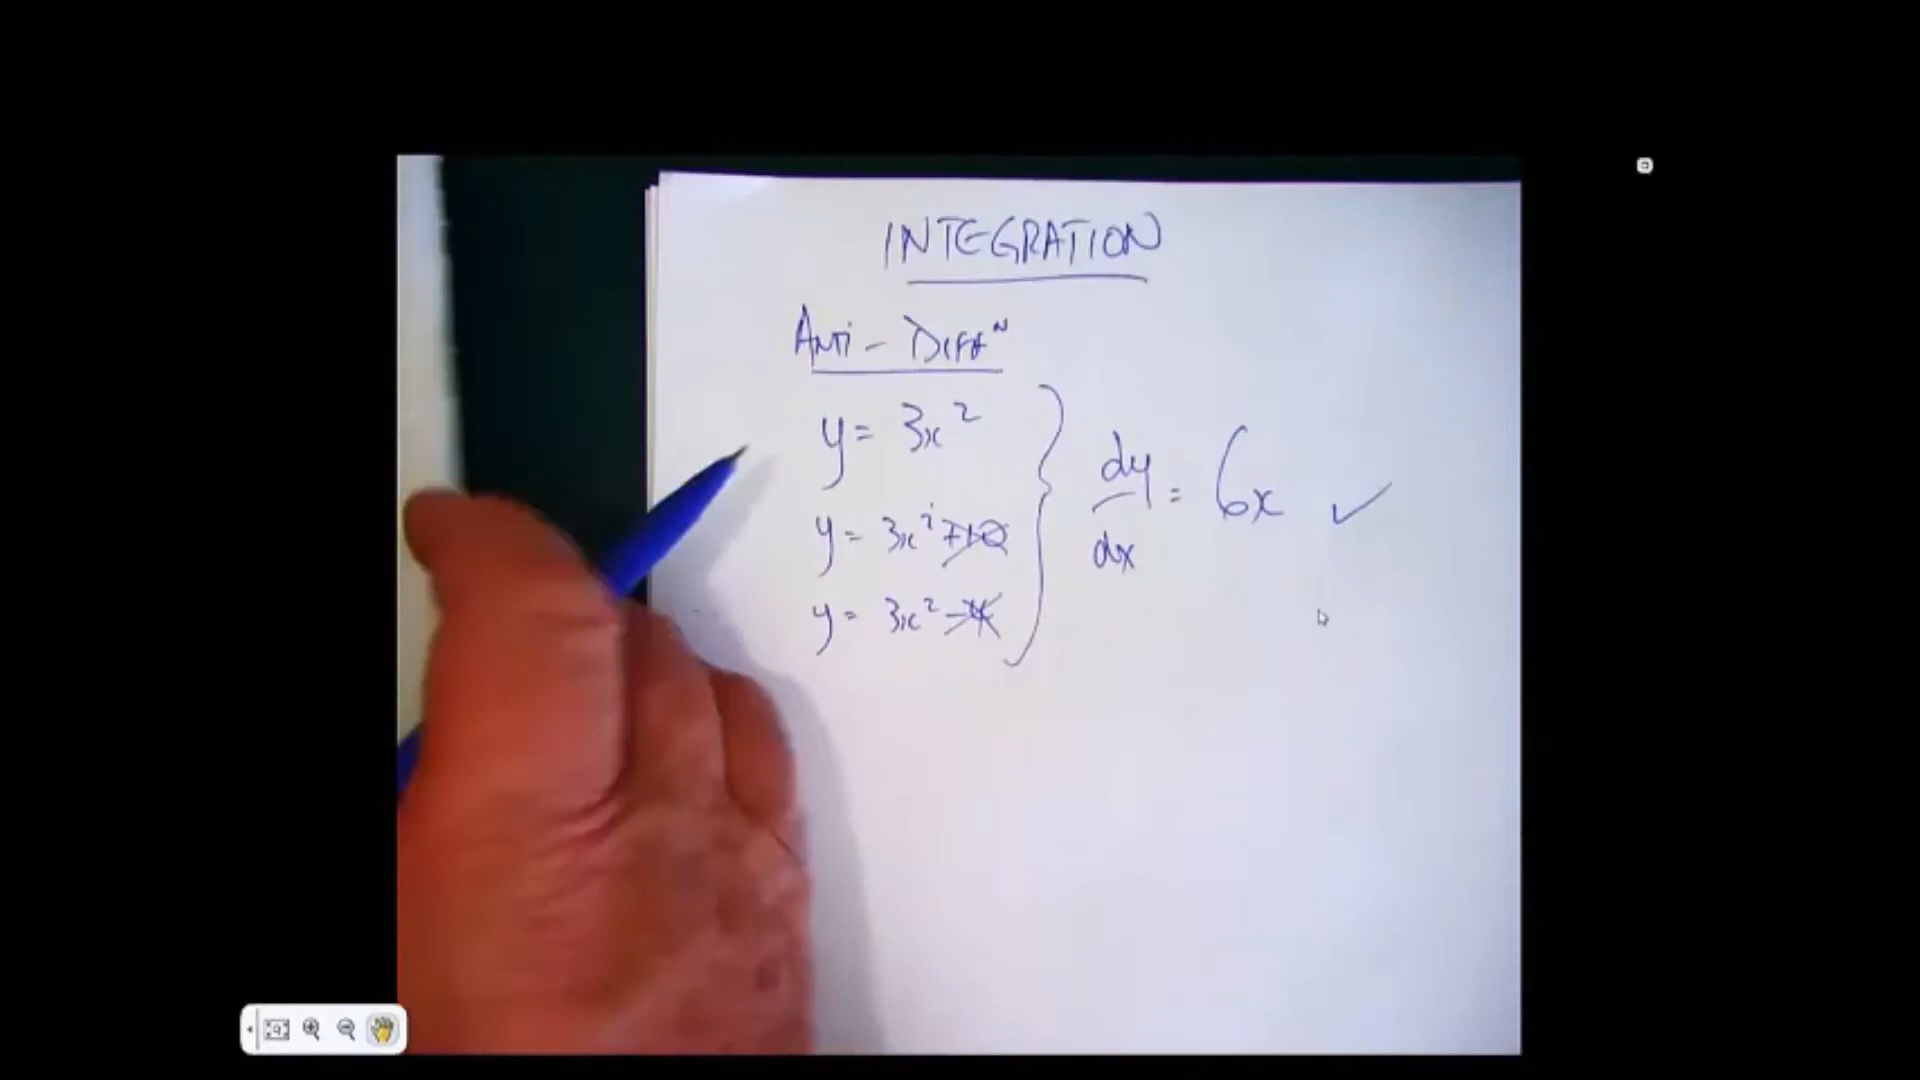 INTEGRATION
Anti - Diffⁿ
y = 3x²
y = 3x² +10
y = 3x² - 4
dy/dx = 6x ✓